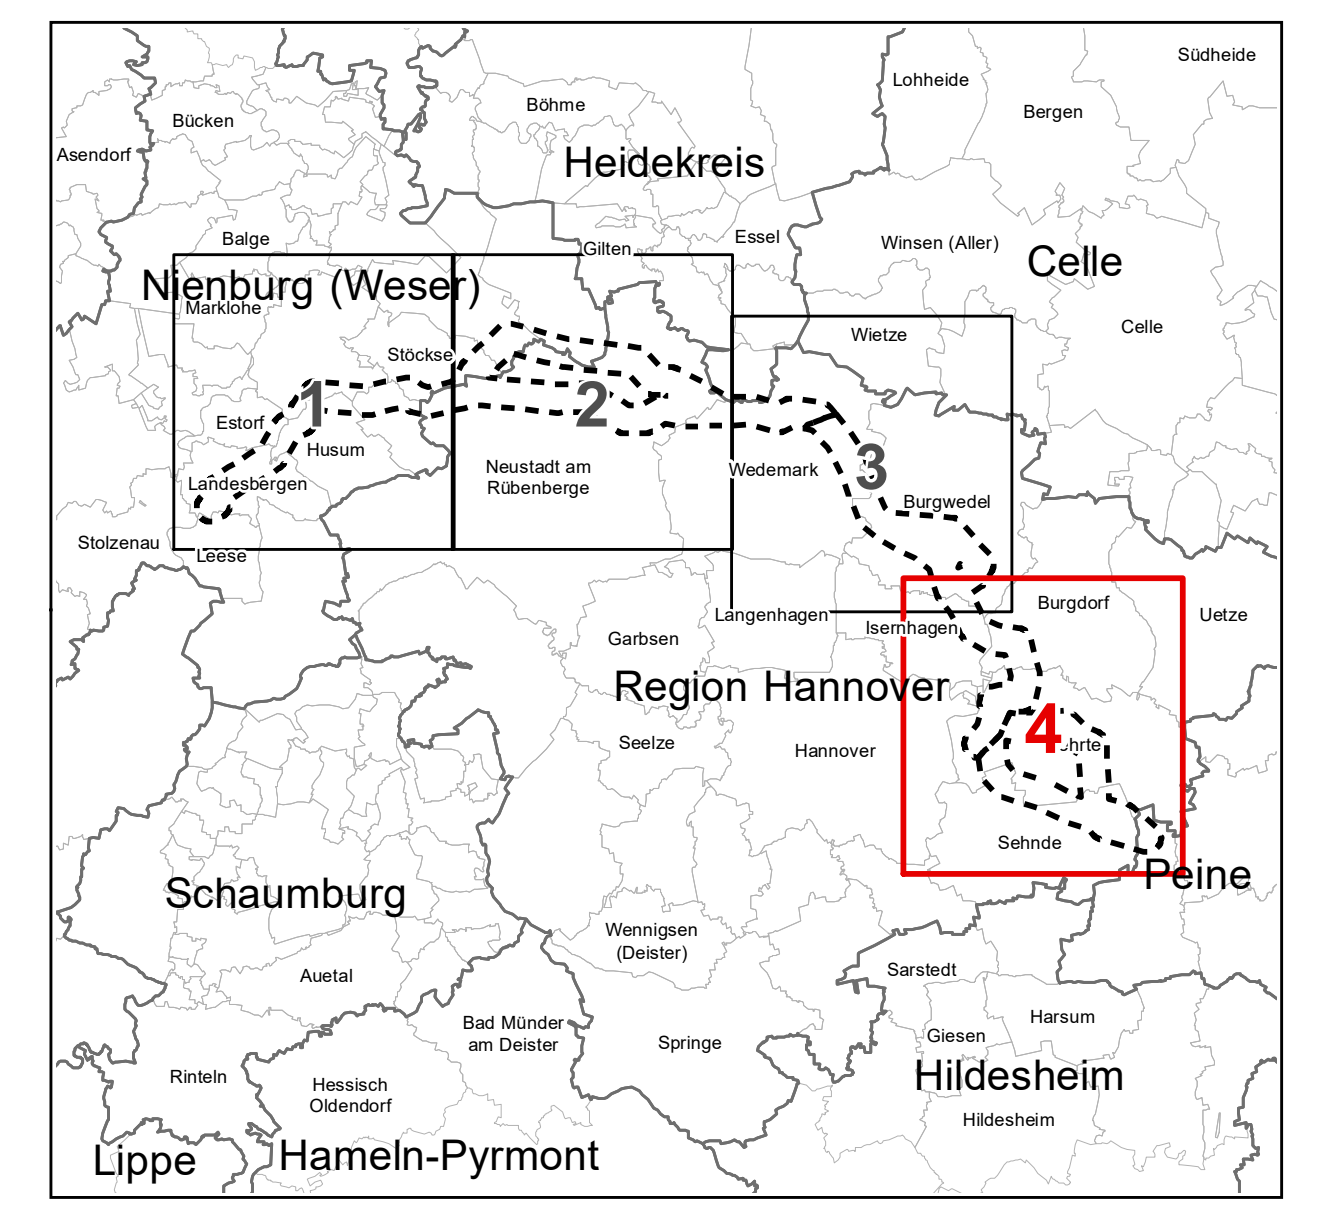 Südheide
Lohheide
Böhme
Bergen
Bücken
Asendorf
Heidekreis
Balge
Essel
Winsen (Aller)
Gilten
Celle
Nienburg (Weser)
Marklohe
Celle
Wietze
Stöckse
1
2
Estorf
Husum
3
Neustadt am
Rübenberge
Wedemark
Landesbergen
Burgwedel
Stolzenau
Leese
Burgdorf
Langenhagen
Uetze
Isernhagen
Garbsen
Region Hannover
4
Seelze
Hannover
ehrte
Sehnde
Peine
Schaumburg
Wennigsen
(Deister)
Sarstedt
Auetal
Harsum
Bad Münder
am Deister
Giesen
Springe
Rinteln
Hildesheim
Hessisch
Oldendorf
Hildesheim
Lippe
Hameln-Pyrmont